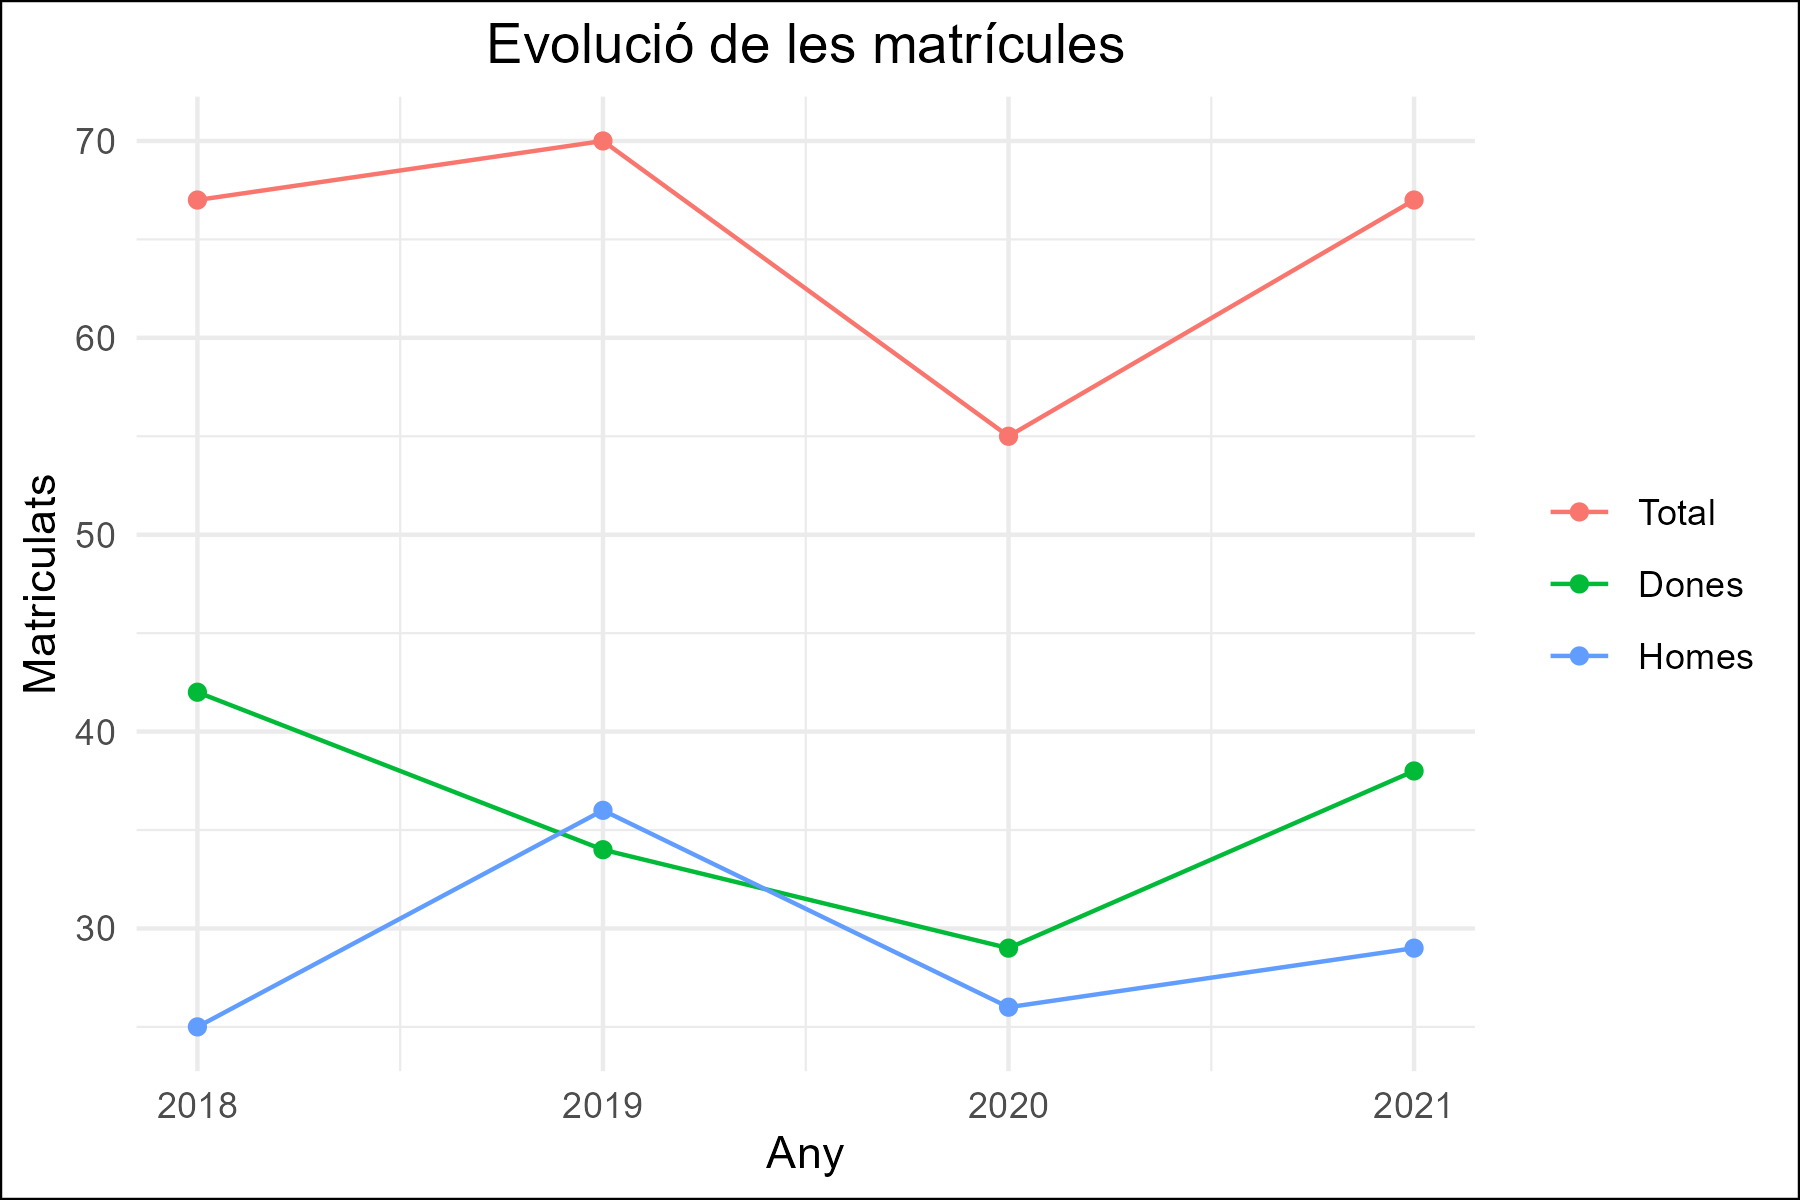 Evolució de les matrícules
Matriculats
70
60
50
40
30
2018
2019
2020
2021
Any
Total
Dones
Homes